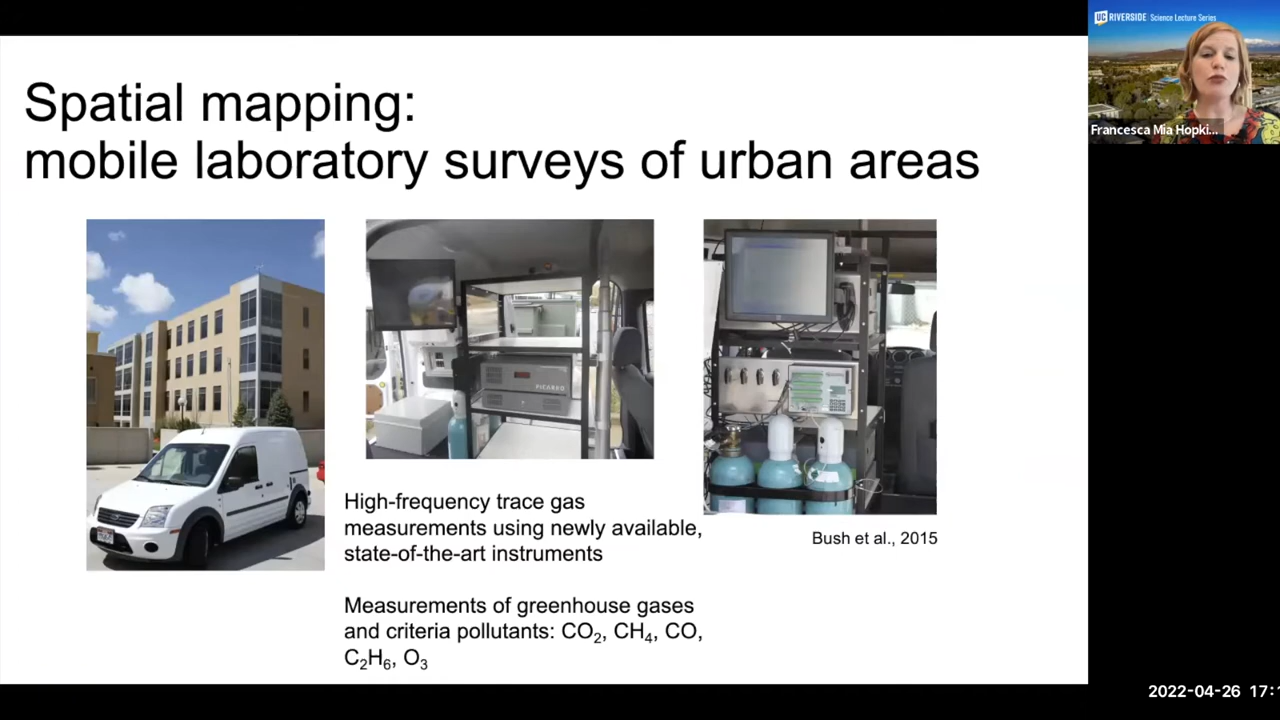 Spatial mapping:
mobile laboratory surveys of urban areas
High-frequency trace gas
measurements using newly available,
state-of-the-art instruments
Measurements of greenhouse gases
and criteria pollutants: CO₂, CH₄, CO,
C₂H₆, O₃
PICARRO
Bush et al., 2015
UC RIVERSIDE Science Lecture Series
Francesca Mia Hopki...
2022-04-26 17: